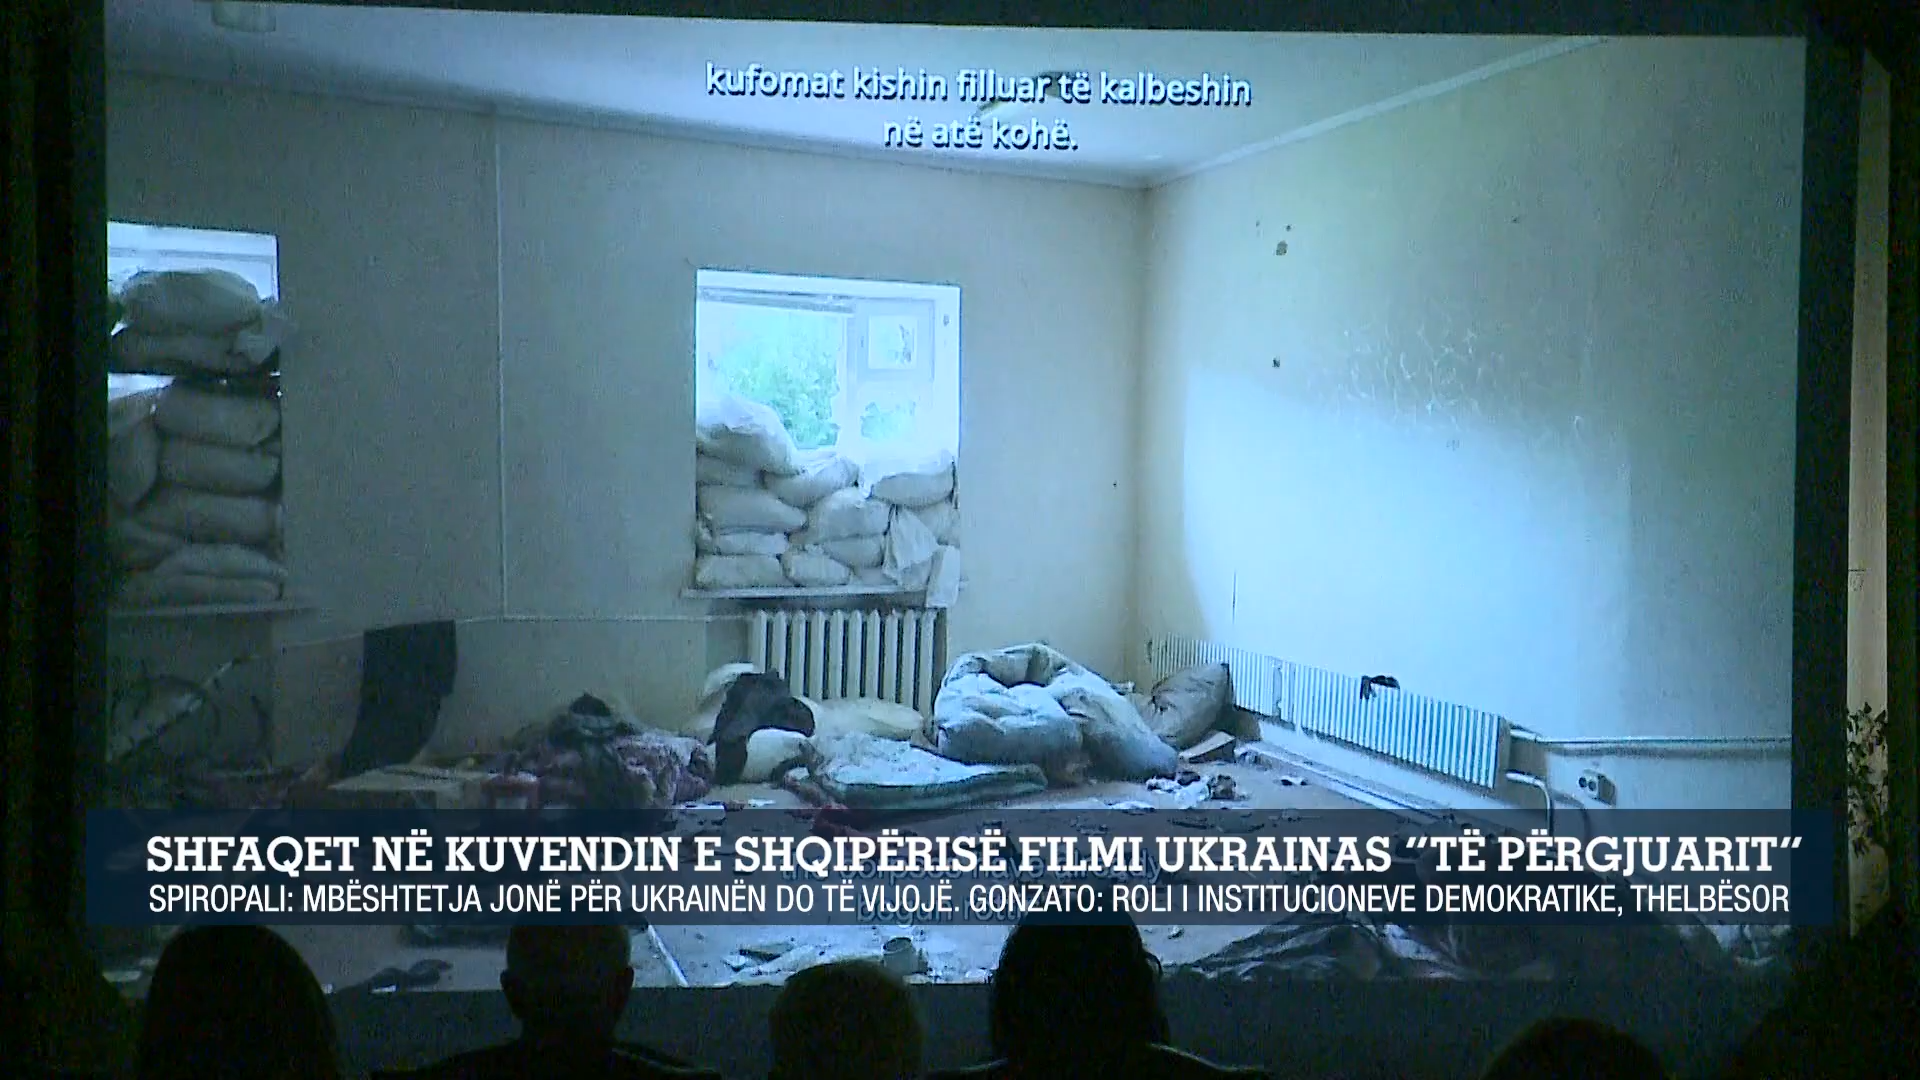 kufomat kishin filluar të kalbeshin
në atë kohë.
SHFAQET NË KUVENDIN E SHQIPËRISË FILMI UKRAINAS “TË PËRGJUARIT“
SPIROPALI: MBËSHTETJA JONË PËR UKRAINËN DO TË VIJOJË. GONZATO: ROLI I INSTITUCIONEVE DEMOKRATIKE, THELBËSOR